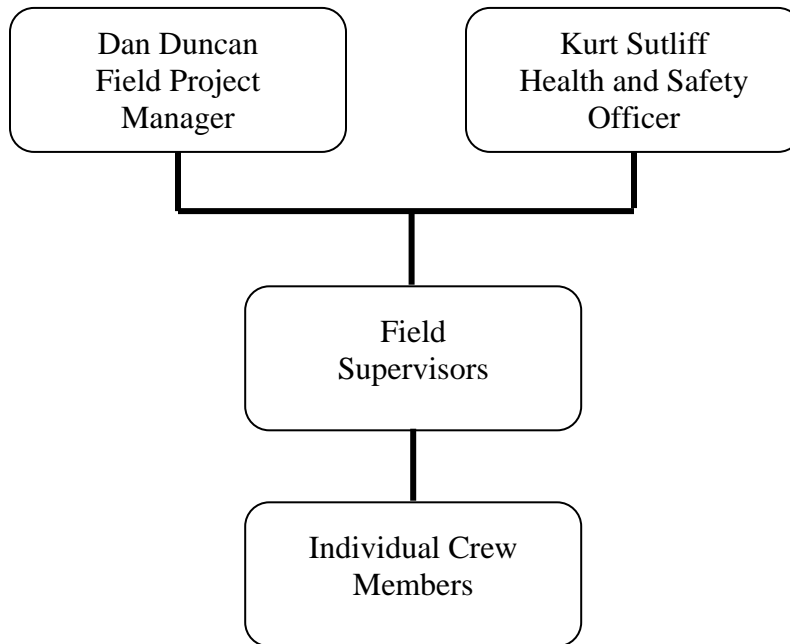 Dan Duncan
Field Project
Manager
Kurt Sutliff
Health and Safety
Officer
Field
Supervisors
Individual Crew
Members